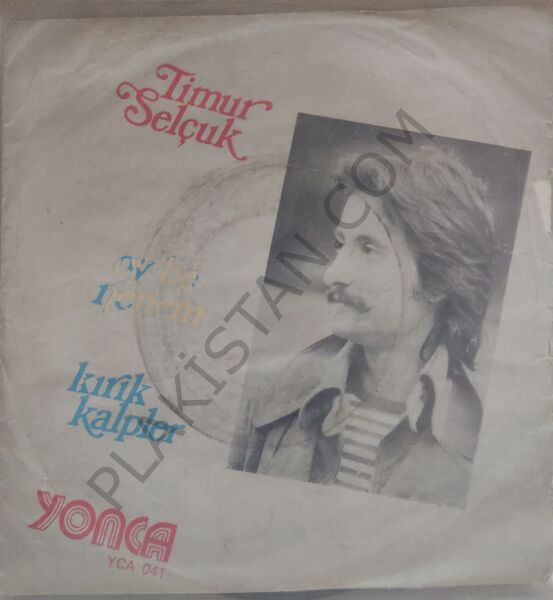 Timur
Selçuk
ey be
nenem
kırık
kalpler
YONCA
YCA 041
PLAKİSTAN.COM